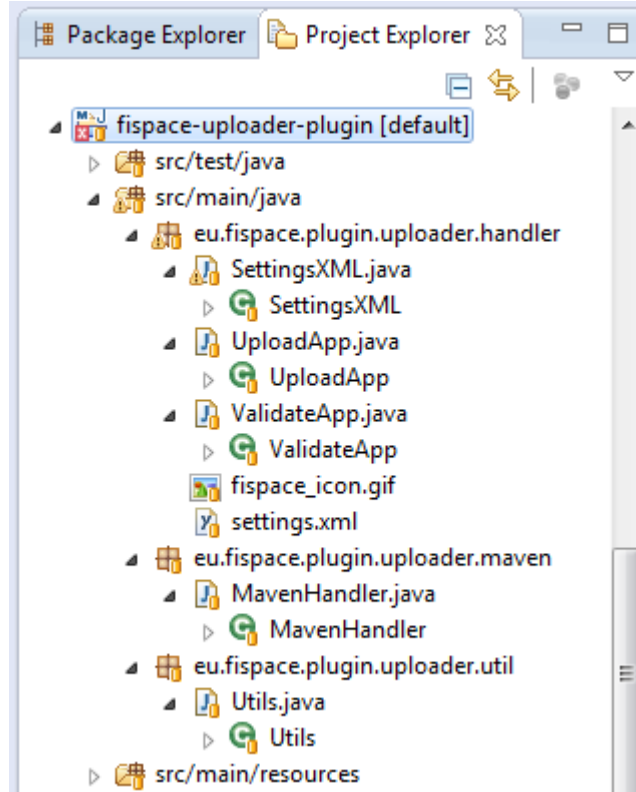 Package Explorer Project Explorer
fispace-uploader-plugin [default]
src/test/java
src/main/java
eu.fispace.plugin.uploader.handler
SettingsXML.java
SettingsXML
UploadApp.java
UploadApp
ValidateApp.java
ValidateApp
fispace_icon.gif
settings.xml
eu.fispace.plugin.uploader.maven
MavenHandler.java
MavenHandler
eu.fispace.plugin.uploader.util
Utils.java
Utils
src/main/resources